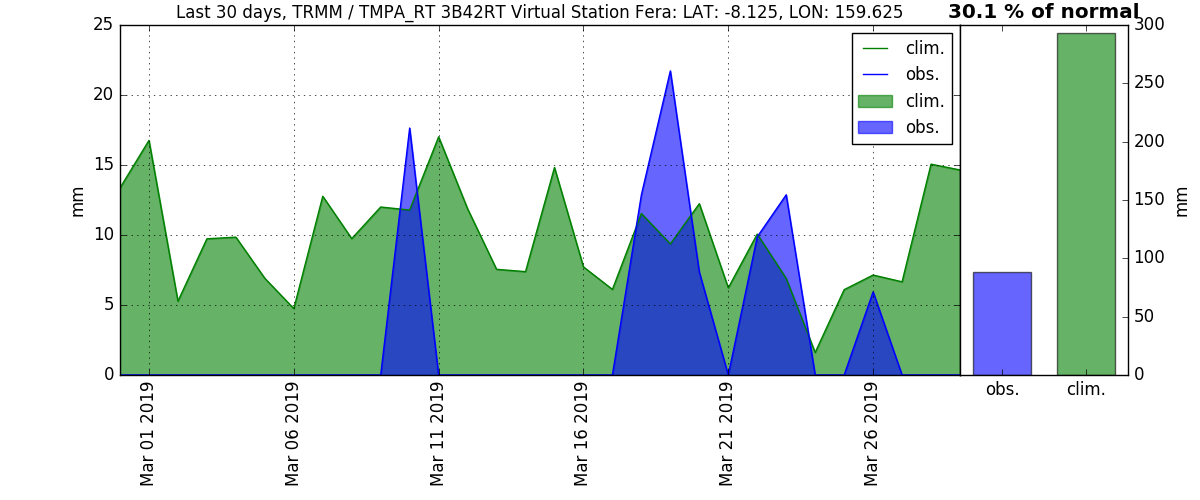 Last 30 days, TRMM / TMPA_RT 3B42RT Virtual Station Fera: LAT: -8.125, LON: 159.625
30.1 % of normal
25
20
15
10
5
0
mm
clim.
obs.
clim.
obs.
Mar 01 2019
Mar 06 2019
Mar 11 2019
Mar 16 2019
Mar 21 2019
Mar 26 2019
300
250
200
150
100
50
0
mm
obs.
clim.